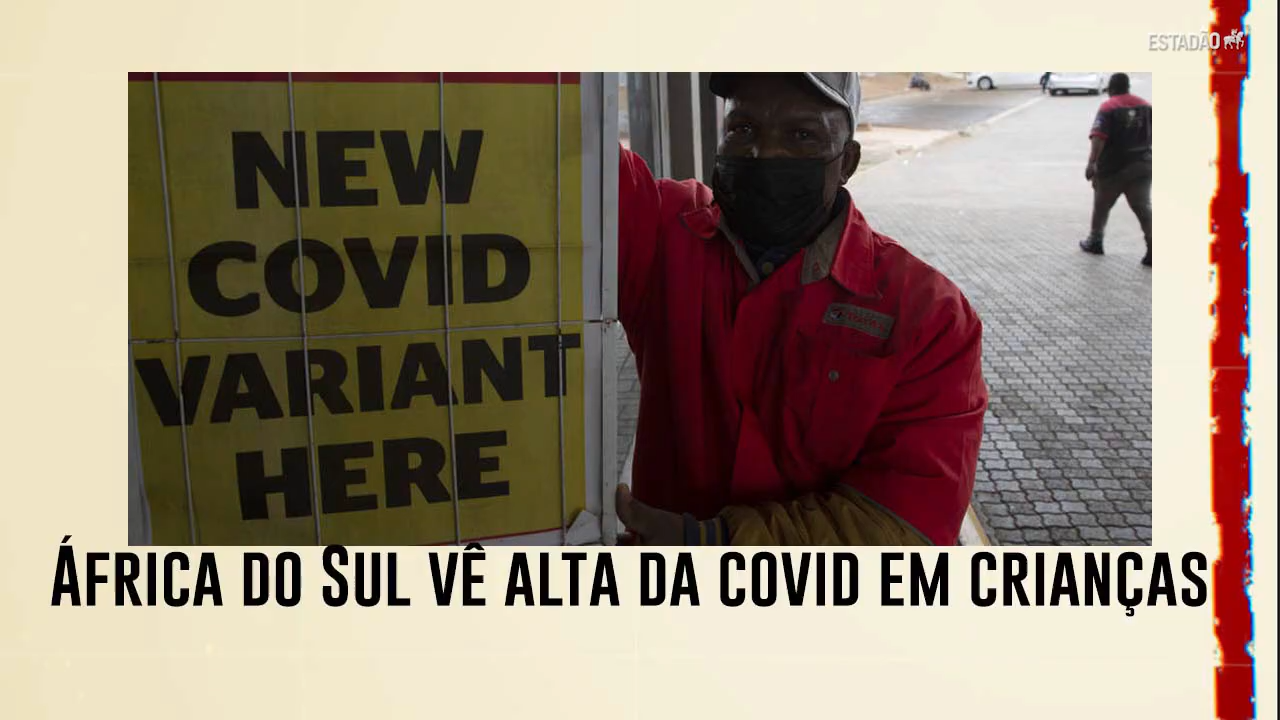 ESTADÃO
NEW
COVID
VARIANT
HERE
ÁFRICA DO SUL VÊ ALTA DA COVID EM CRIANÇAS